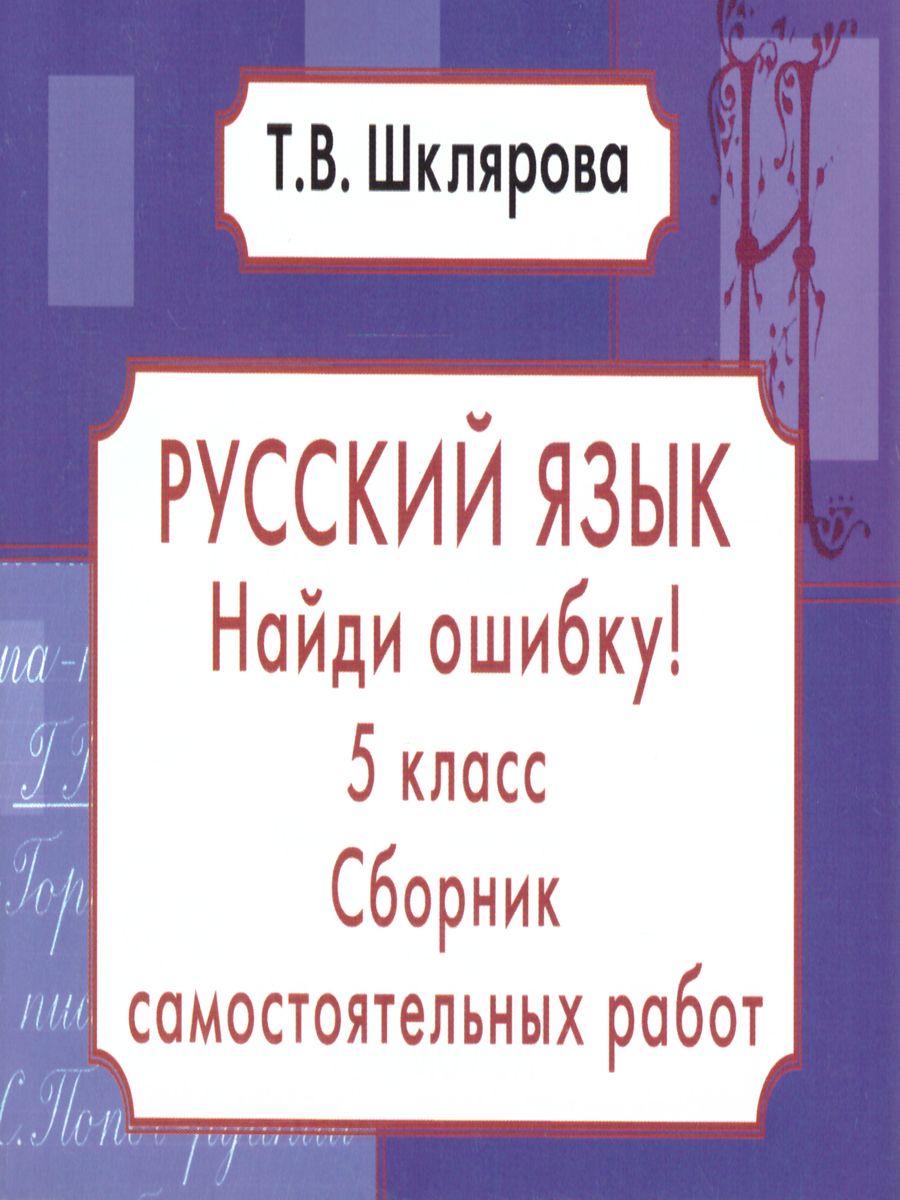 Т.В. Шклярова
РУССКИЙ ЯЗЫК
Найди ошибку!
5 класс
Сборник
самостоятельных работ